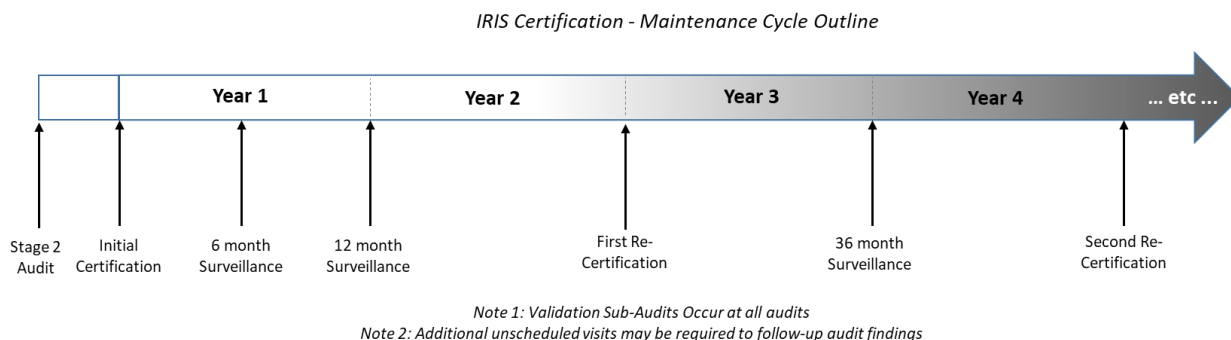 IRIS Certification - Maintenance Cycle Outline
Year 1
Year 2
Year 3
Year 4
... etc ...
Stage 2
Audit
Initial
Certification
6 month
Surveillance
12 month
Surveillance
First Re-
Certification
36 month
Surveillance
Second Re-
Certification
Note 1: Validation Sub-Audits Occur at all audits
Note 2: Additional unscheduled visits may be required to follow-up audit findings